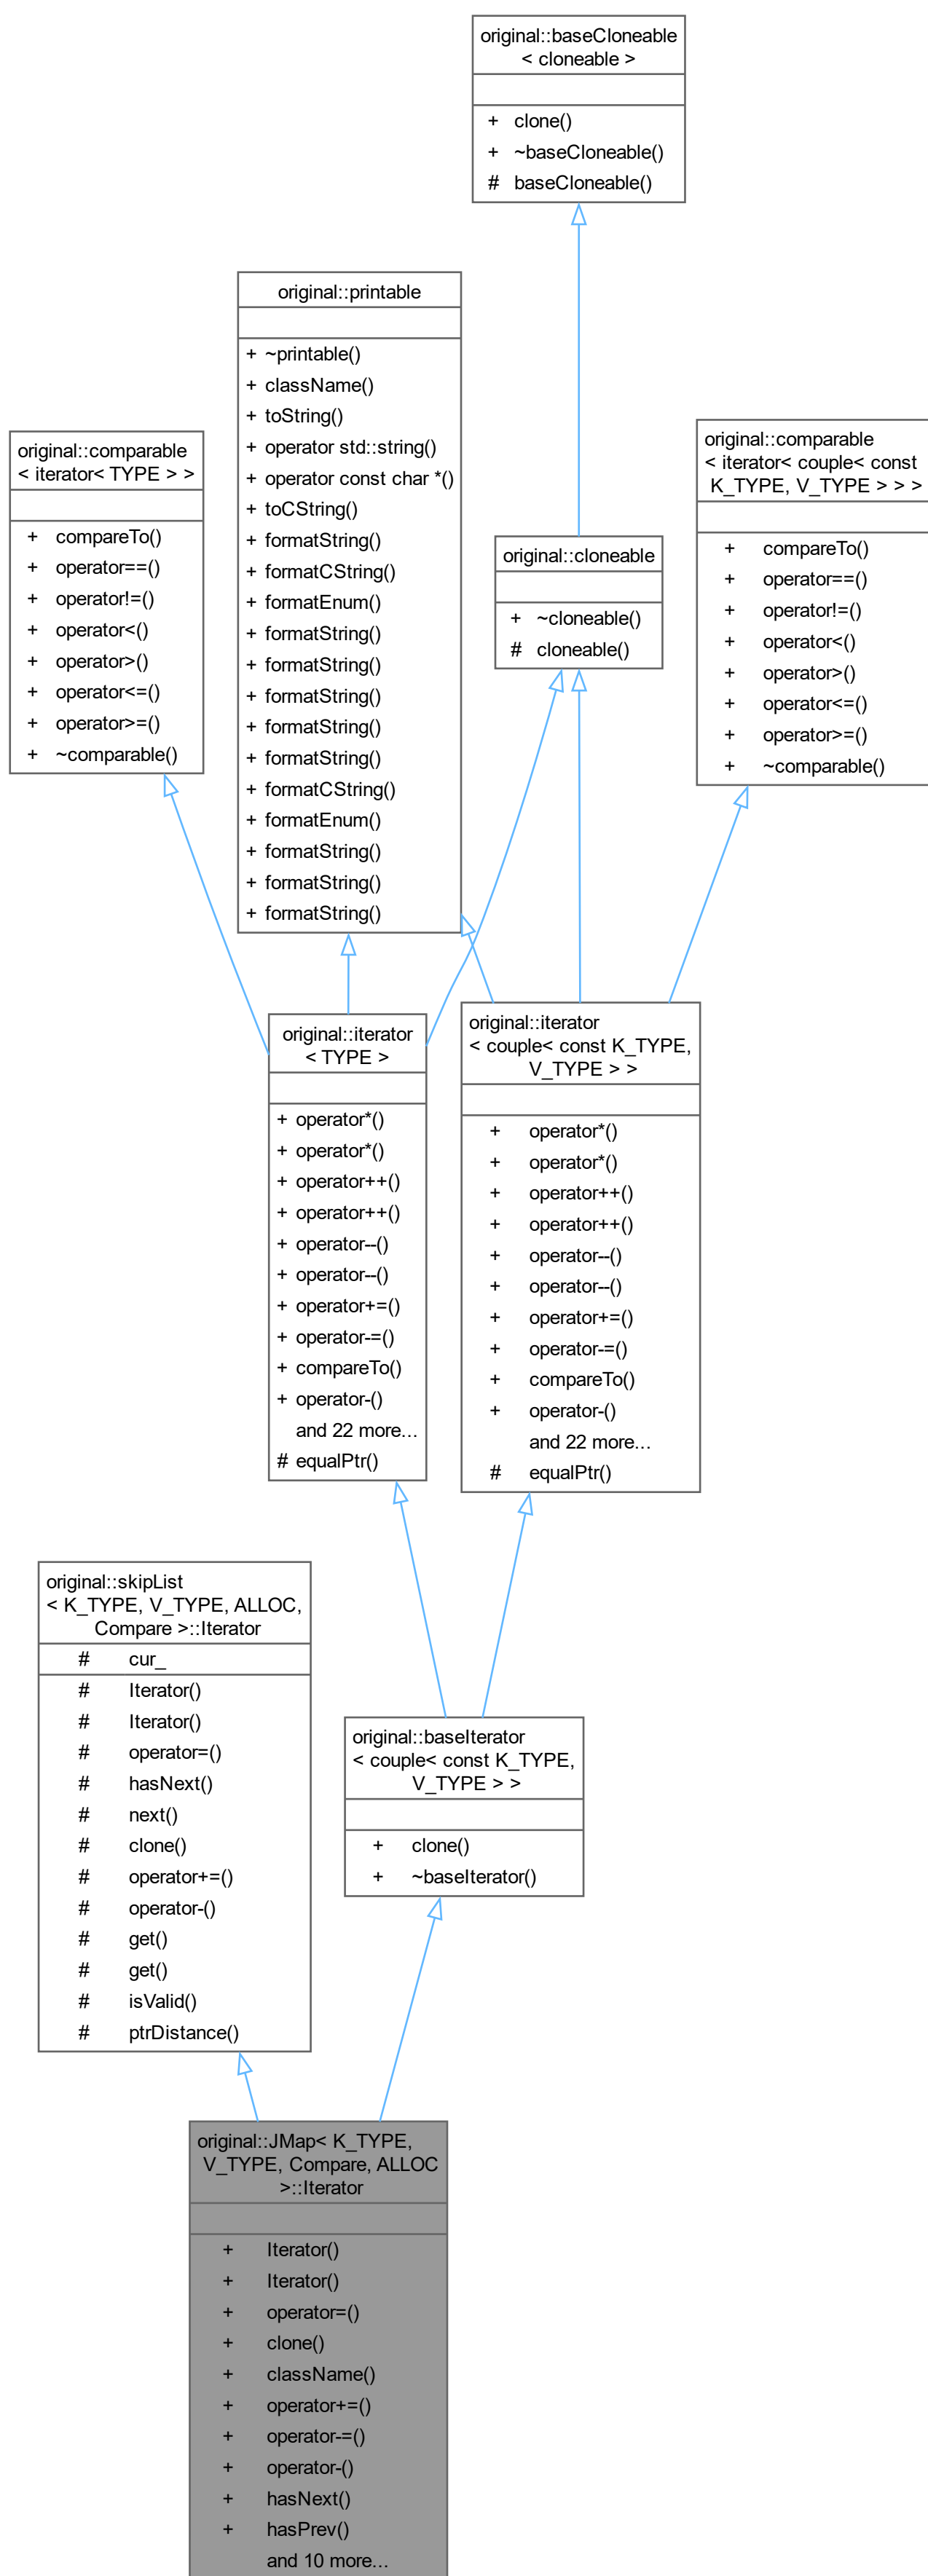 original::baseCloneable
< cloneable >
+ clone()
+ ~baseCloneable()
# baseCloneable()
original::printable
+ ~printable()
+ className()
+ toString()
+ operator std::string()
+ operator const char *()
+ toCString()
+ formatString()
+ formatCString()
+ formatEnum()
+ formatString()
+ formatString()
+ formatString()
+ formatString()
+ formatString()
+ formatCString()
+ formatEnum()
+ formatString()
+ formatString()
+ formatString()
original::comparable
< iterator< TYPE > >
+ compareTo()
+ operator==()
+ operator!=()
+ operator<()
+ operator>()
+ operator<=()
+ operator>=()
+ ~comparable()
original::cloneable
+ ~cloneable()
# cloneable()
original::comparable
< iterator< couple< const
K_TYPE, V_TYPE > > >
+ compareTo()
+ operator==()
+ operator!=()
+ operator<()
+ operator>()
+ operator<=()
+ operator>=()
+ ~comparable()
original::iterator
< TYPE >
+ operator*()
+ operator*()
+ operator++()
+ operator++()
+ operator--()
+ operator--()
+ operator+=()
+ operator-=()
+ compareTo()
+ operator-()
and 22 more...
# equalPtr()
original::iterator
< couple< const K_TYPE,
V_TYPE > >
+ operator*()
+ operator*()
+ operator++()
+ operator++()
+ operator--()
+ operator--()
+ operator+=()
+ operator-=()
+ compareTo()
+ operator-()
and 22 more...
# equalPtr()
original::skipList
< K_TYPE, V_TYPE, ALLOC,
Compare >::Iterator
# cur_
# Iterator()
# Iterator()
# operator=()
# hasNext()
# next()
# clone()
# operator+=()
# operator-()
# get()
# get()
# isValid()
# ptrDistance()
original::baseIterator
< couple< const K_TYPE,
V_TYPE > >
+ clone()
+ ~baseIterator()
original::JMap< K_TYPE,
V_TYPE, Compare, ALLOC
>::Iterator
+ Iterator()
+ Iterator()
+ operator=()
+ clone()
+ className()
+ operator+=()
+ operator-=()
+ operator-()
+ hasNext()
+ hasPrev()
and 10 more...